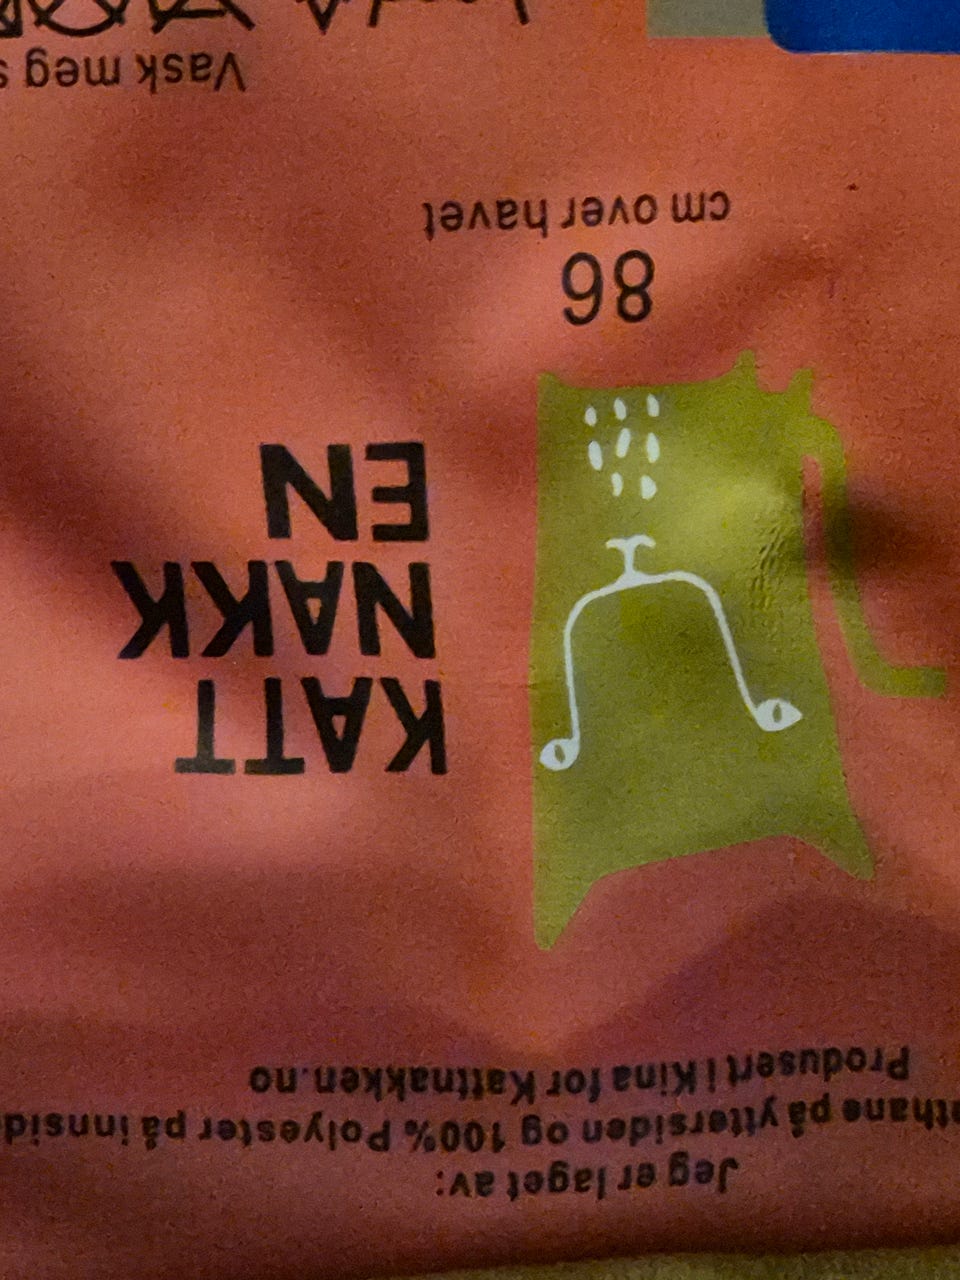 Jeg er laget av:
på yttersiden og 100% Polyester på
Produsert i Kina for Kattnakken.no
KATT
NAKK
EN
86
cm over havet
Vask meg